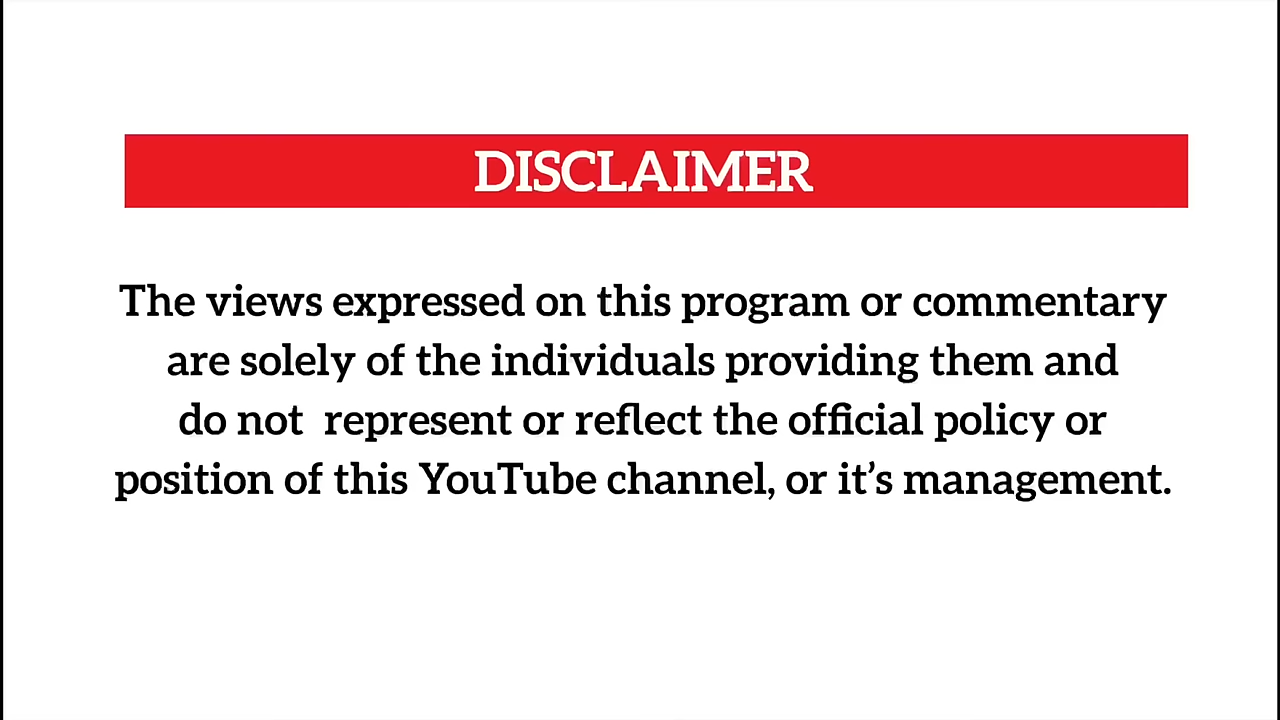 DISCLAIMER
The views expressed on this program or commentary
are solely of the individuals providing them and
do not  represent or reflect the official policy or
position of this YouTube channel, or it’s management.